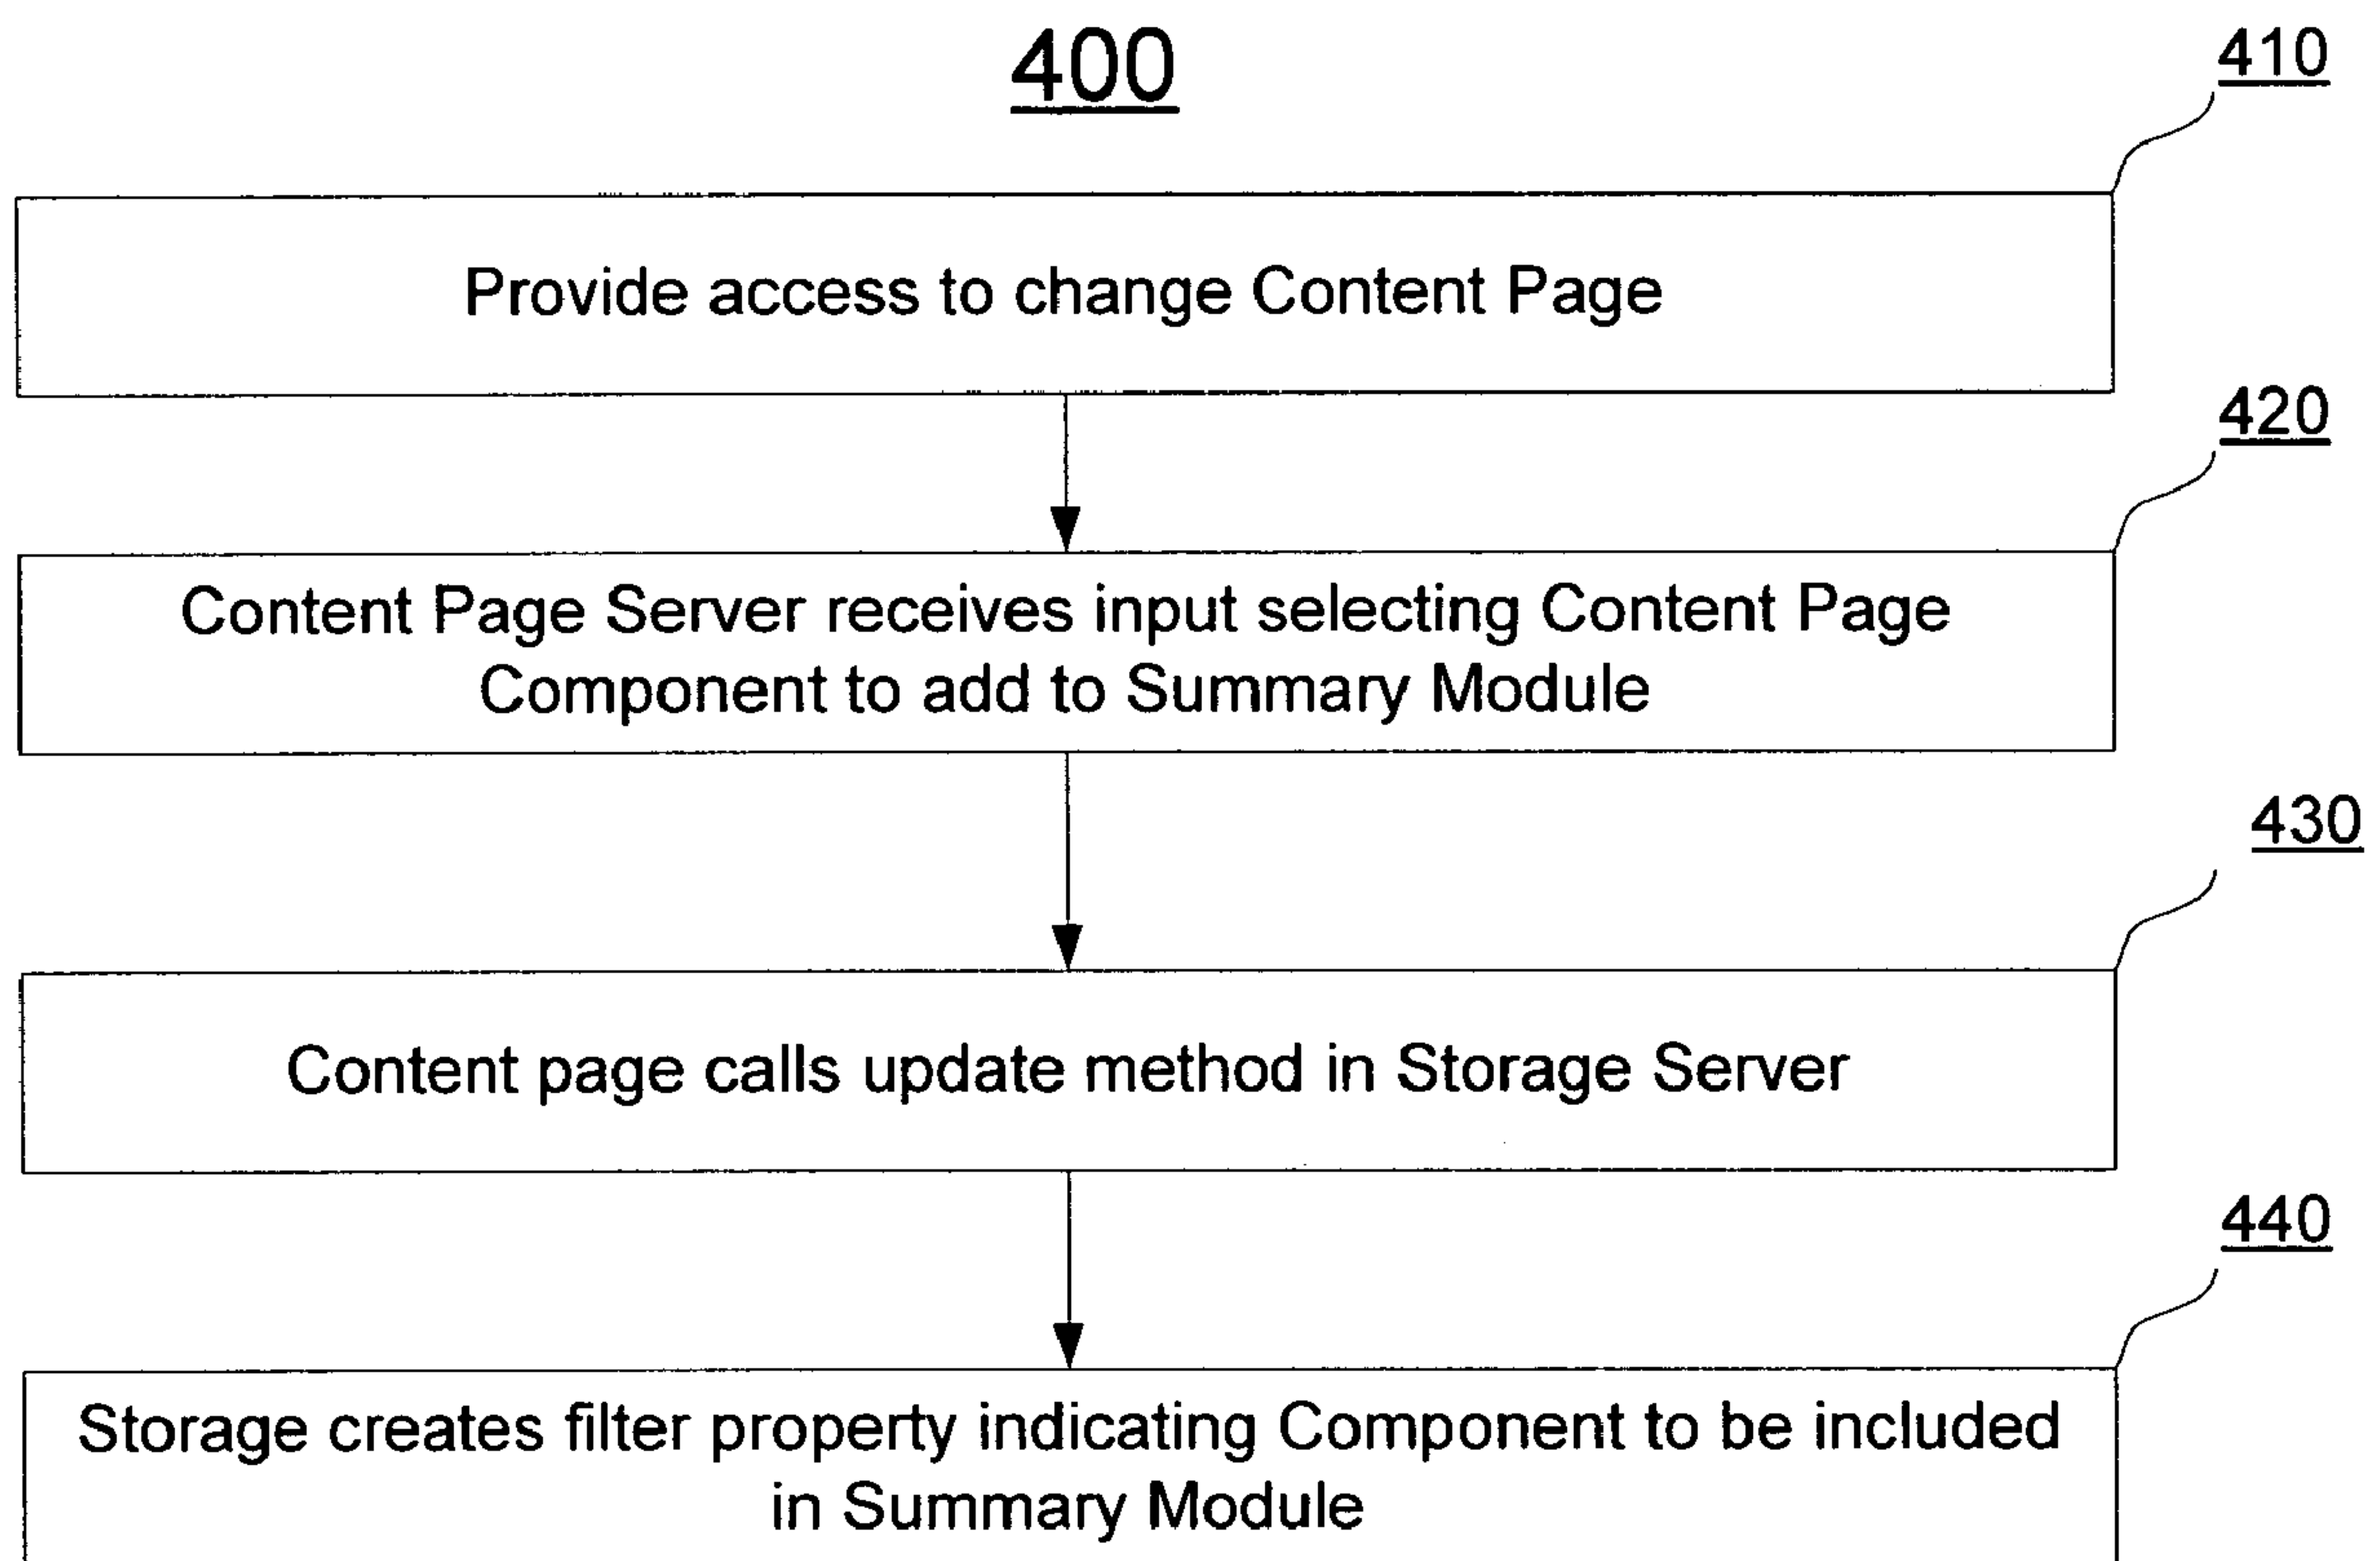 400
410
Provide access to change Content Page
420
Content Page Server receives input selecting Content Page
Component to add to Summary Module
430
Content page calls update method in Storage Server
440
Storage creates filter property indicating Component to be included
in Summary Module